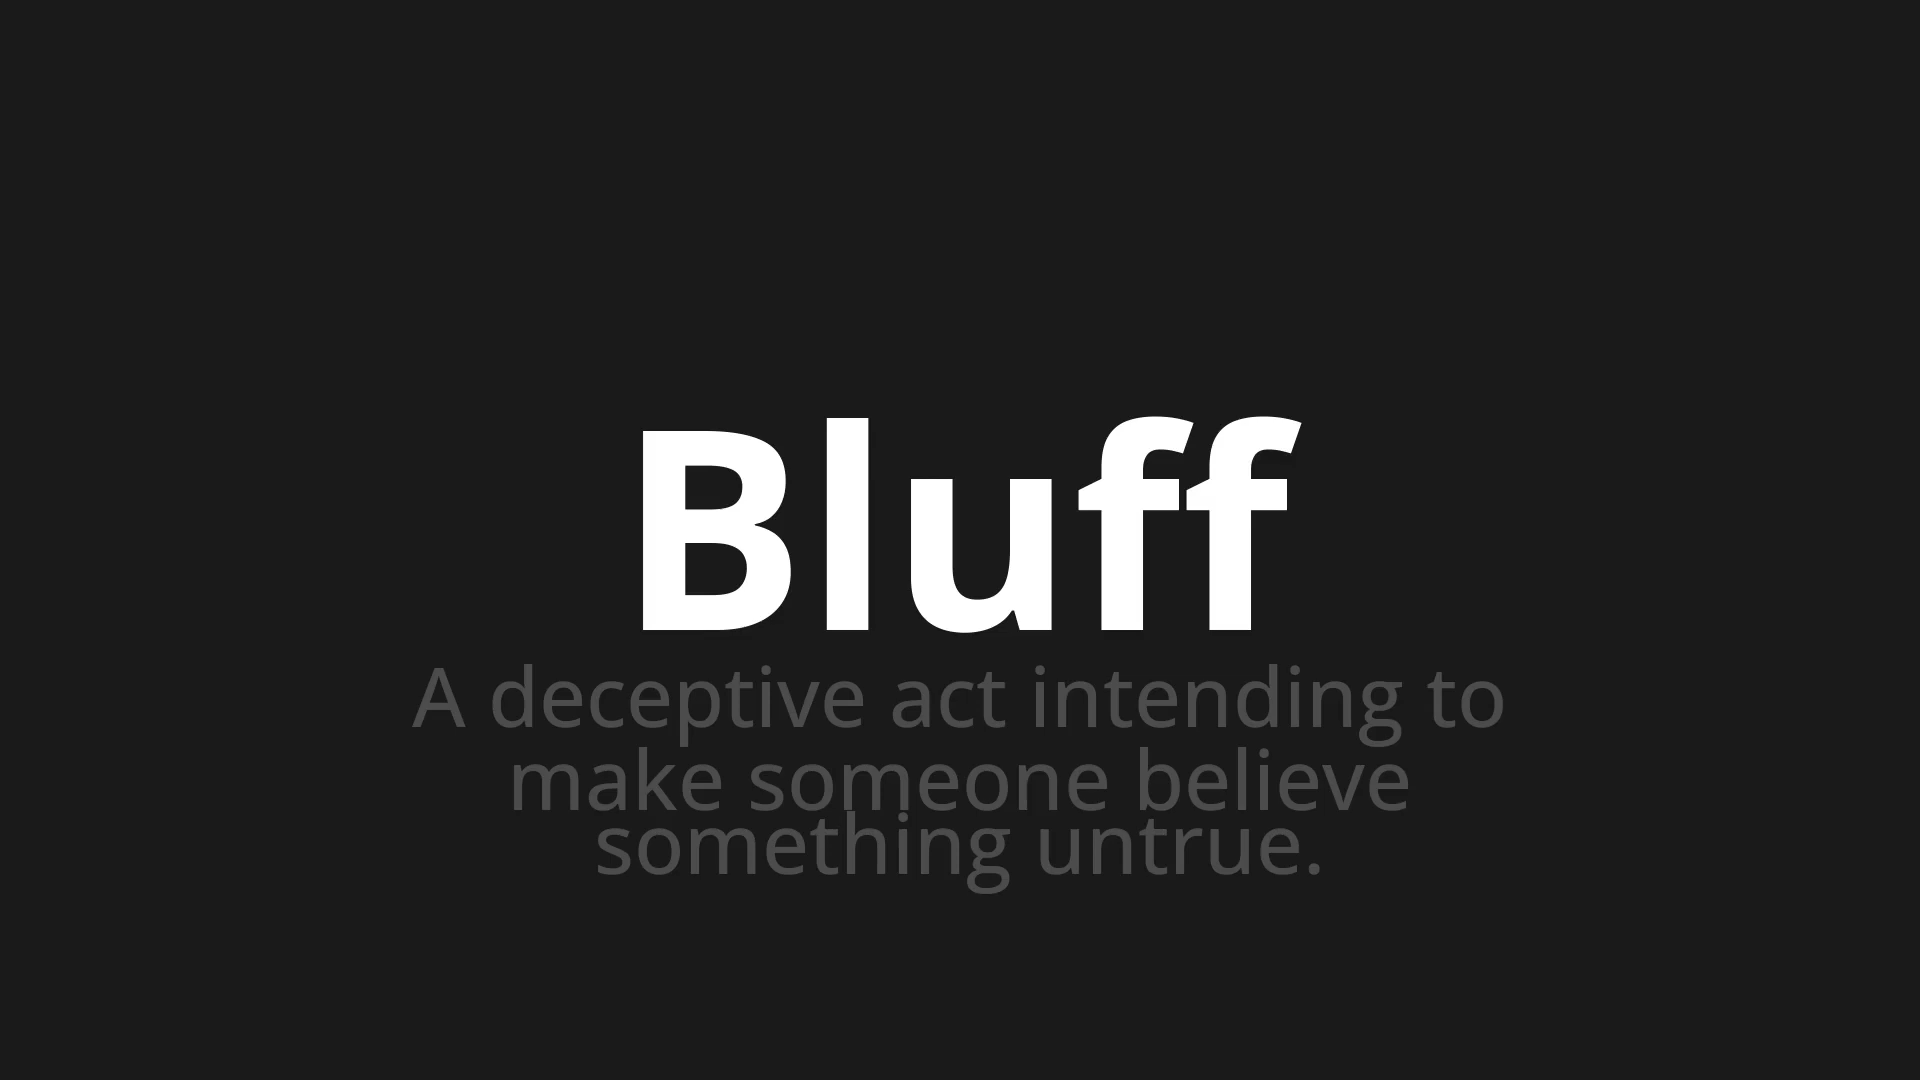 Bluff
A deceptive act intending to
make someone believe
something untrue.